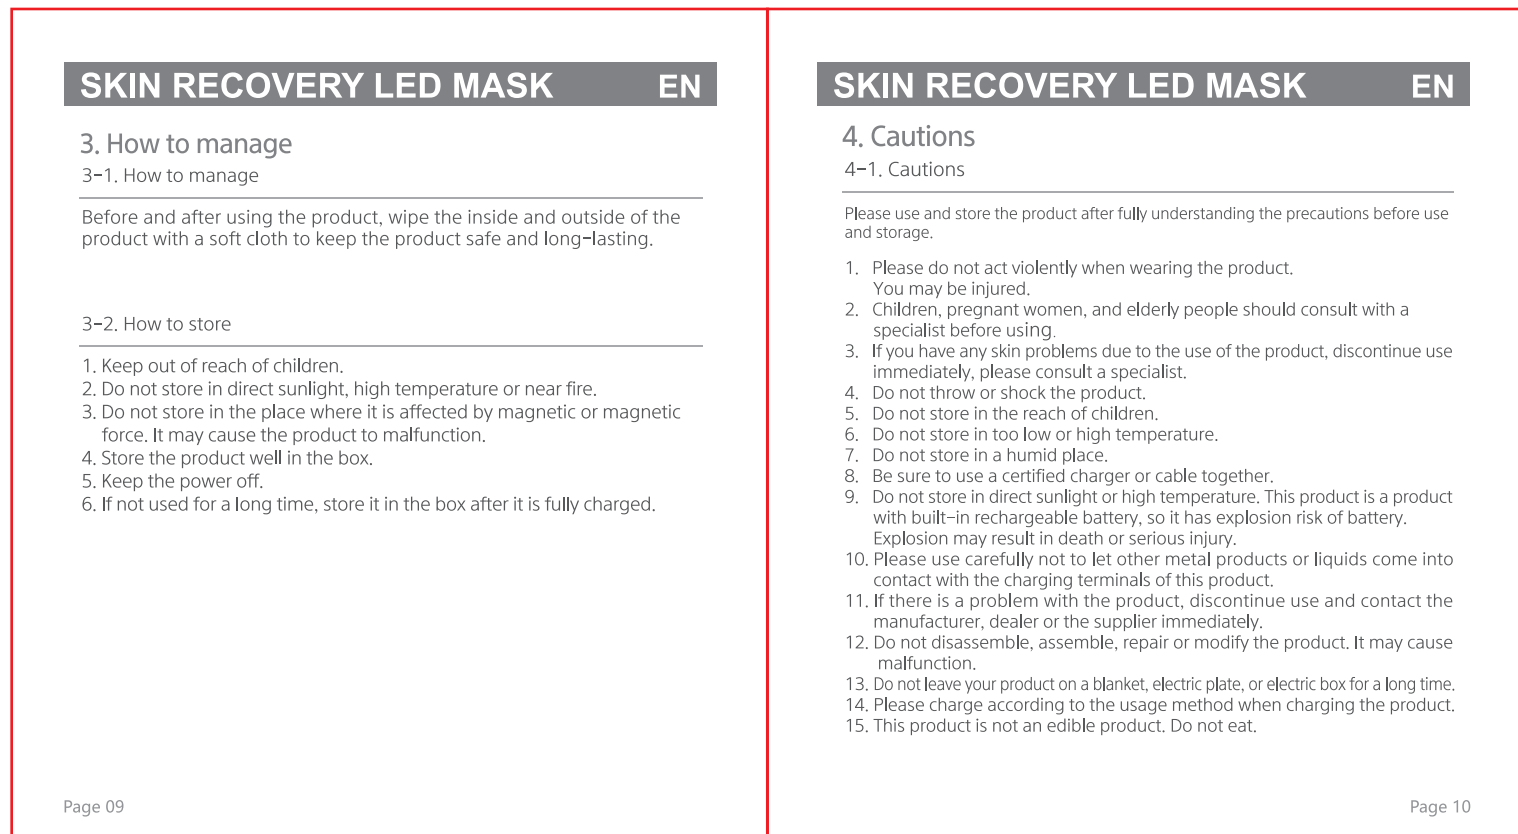 SKIN RECOVERY LED MASK EN
3. How to manage
3-1. How to manage
Before and after using the product, wipe the inside and outside of the
product with a soft cloth to keep the product safe and long-lasting.
3-2. How to store
1. Keep out of reach of children.
2. Do not store in direct sunlight, high temperature or near fire.
3. Do not store in the place where it is affected by magnetic or magnetic
force. It may cause the product to malfunction.
4. Store the product well in the box.
5. Keep the power off.
6. If not used for a long time, store it in the box after it is fully charged.
Page 09
SKIN RECOVERY LED MASK EN
4. Cautions
4-1. Cautions
Please use and store the product after fully understanding the precautions before use
and storage.
1. Please do not act violently when wearing the product.
You may be injured.
2. Children, pregnant women, and elderly people should consult with a
specialist before using.
3. If you have any skin problems due to the use of the product, discontinue use
immediately, please consult a specialist.
4. Do not throw or shock the product.
5. Do not store in the reach of children.
6. Do not store in too low or high temperature.
7. Do not store in a humid place.
8. Be sure to use a certified charger or cable together.
9. Do not store in direct sunlight or high temperature. This product is a product
with built-in rechargeable battery, so it has explosion risk of battery.
Explosion may result in death or serious injury.
10. Please use carefully not to let other metal products or liquids come into
contact with the charging terminals of this product.
11. If there is a problem with the product, discontinue use and contact the
manufacturer, dealer or the supplier immediately.
12. Do not disassemble, assemble, repair or modify the product. It may cause
malfunction.
13. Do not leave your product on a blanket, electric plate, or electric box for a long time.
14. Please charge according to the usage method when charging the product.
15. This product is not an edible product. Do not eat.
Page 10